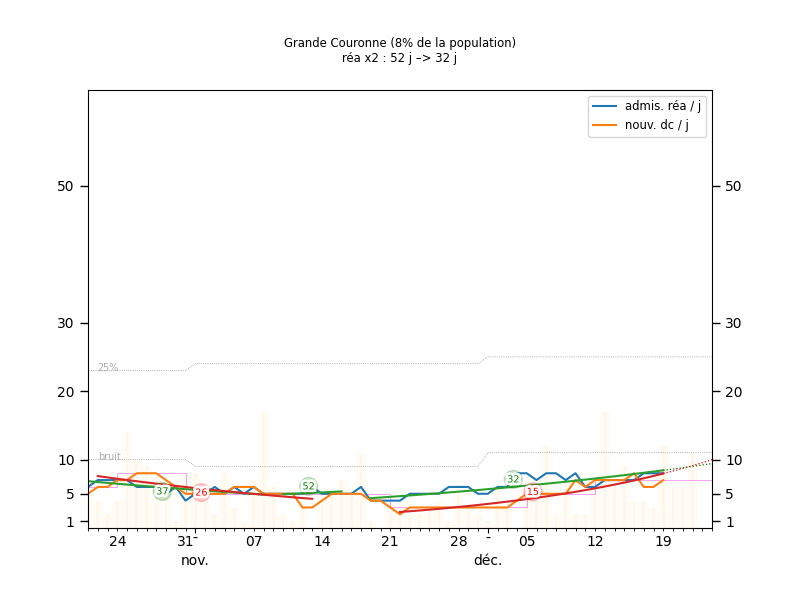 Grande Couronne (8% de la population)
réa x2 : 52 j –> 32 j
admis. réa / j
nouv. dc / j
50 50
30 30
25%
20 20
bruit
10 10
37 26 52 32 15
5 5
1 1
24 31 07 14 21 28 05 12 19
nov. déc.